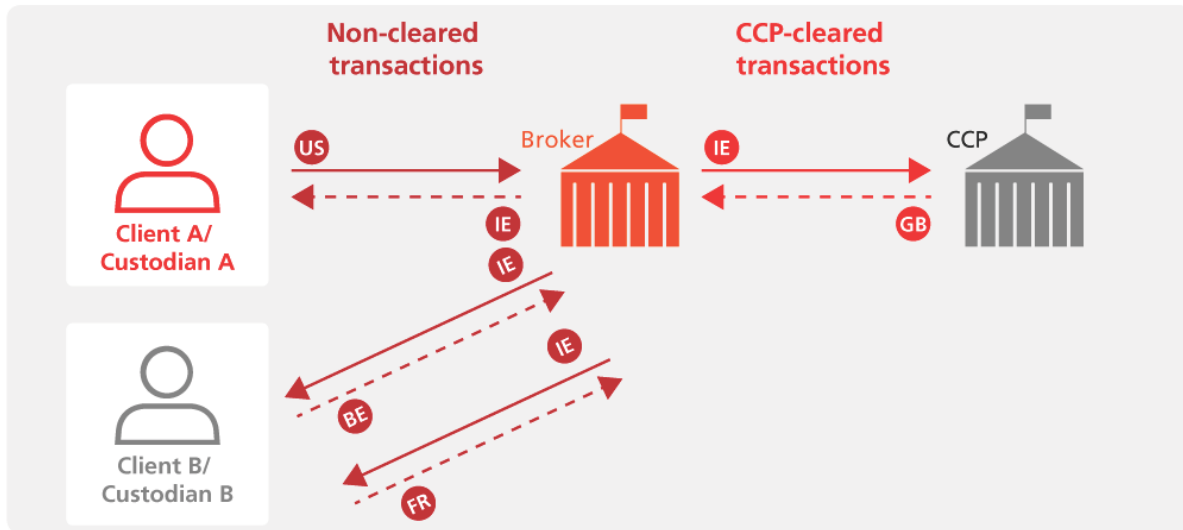 Non-cleared
transactions
CCP-cleared
transactions
US
Broker
IE
CCP
IE
GB
Client A/
Custodian A
IE
IE
BE
Client B/
Custodian B
FR